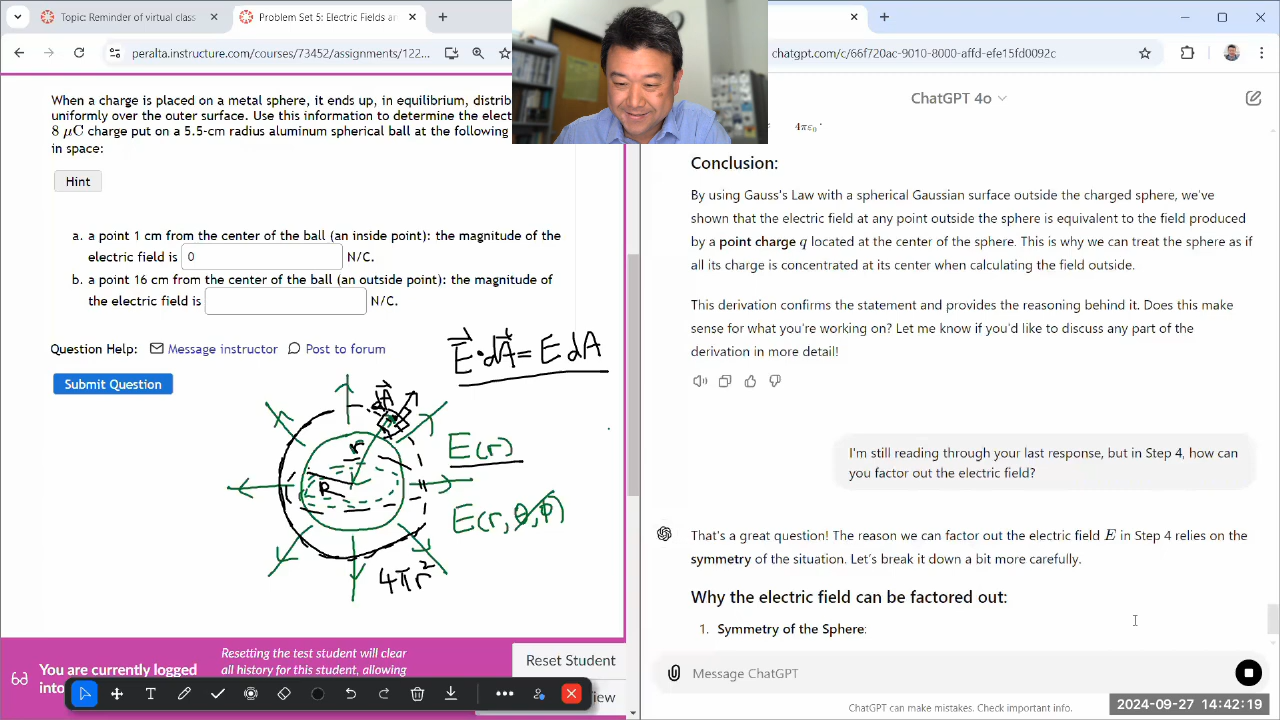 Reminder of virtual class
Problem Set 5: Electric Fields ar
peralta.instructure.com/courses/73452/assignments/122...
chatgpt.com/c/66f720ac-9010-8000-affd-efe15fd0092c
When a charge is placed on a metal sphere, it ends up, in equilibrium, distrib
uniformly over the outer surface. Use this information to determine the elect
8 μC charge put on a 5.5-cm radius aluminum spherical ball at the following
in space:
Hint
a. a point 1 cm from the center of the ball (an inside point): the magnitude of the
electric field is 0 N/C.
b. a point 16 cm from the center of the ball (an outside point): the magnitude of
the electric field is N/C.
Question Help: Message instructor Post to forum
Submit Question
E·dA=EdA
dA
r
R
E(r)
E(r,θ,φ)
4πr²
You are currently logged
into
Resetting the test student will clear
all history for this student, allowing
Reset Student
View
ChatGPT 4o
4πε₀.
Conclusion:
By using Gauss's Law with a spherical Gaussian surface outside the charged sphere, we've
shown that the electric field at any point outside the sphere is equivalent to the field produced
by a point charge q located at the center of the sphere. This is why we can treat the sphere as if
all its charge is concentrated at its center when calculating the field outside.
This derivation confirms the statement and provides the reasoning behind it. Does this make
sense for what you're working on? Let me know if you'd like to discuss any part of the
derivation in more detail!
I'm still reading through your last response, but in Step 4, how can
you factor out the electric field?
That's a great question! The reason we can factor out the electric field E in Step 4 relies on the
symmetry of the situation. Let's break it down a bit more carefully.
Why the electric field can be factored out:
1. Symmetry of the Sphere:
Message ChatGPT
ChatGPT can make mistakes. Check important info.
2024-09-27 14:42:19